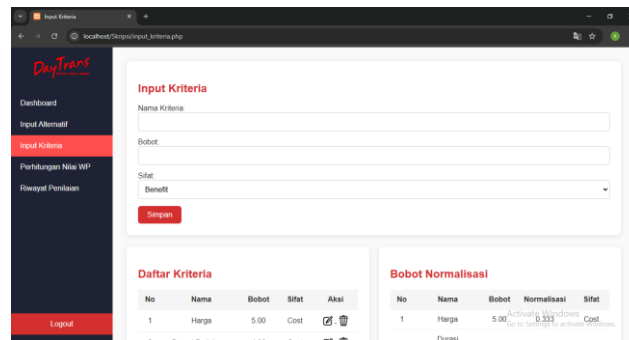 Input Kriteria
localhost/Skripsi/input_kriteria.php
DayTrans
Dashboard
Input Alternatif
Input Kriteria
Perhitungan Nilai WP
Riwayat Penilaian
Logout
Input Kriteria
Nama Kriteria:
Bobot:
Sifat:
Benefit
Simpan
Daftar Kriteria
No Nama Bobot Sifat Aksi
1 Harga 5.00 Cost
Bobot Normalisasi
No Nama Bobot Normalisasi Sifat
1 Harga 5.00 0.333 Cost
Durasi
Activate Windows
Go to Settings to activate Windows.